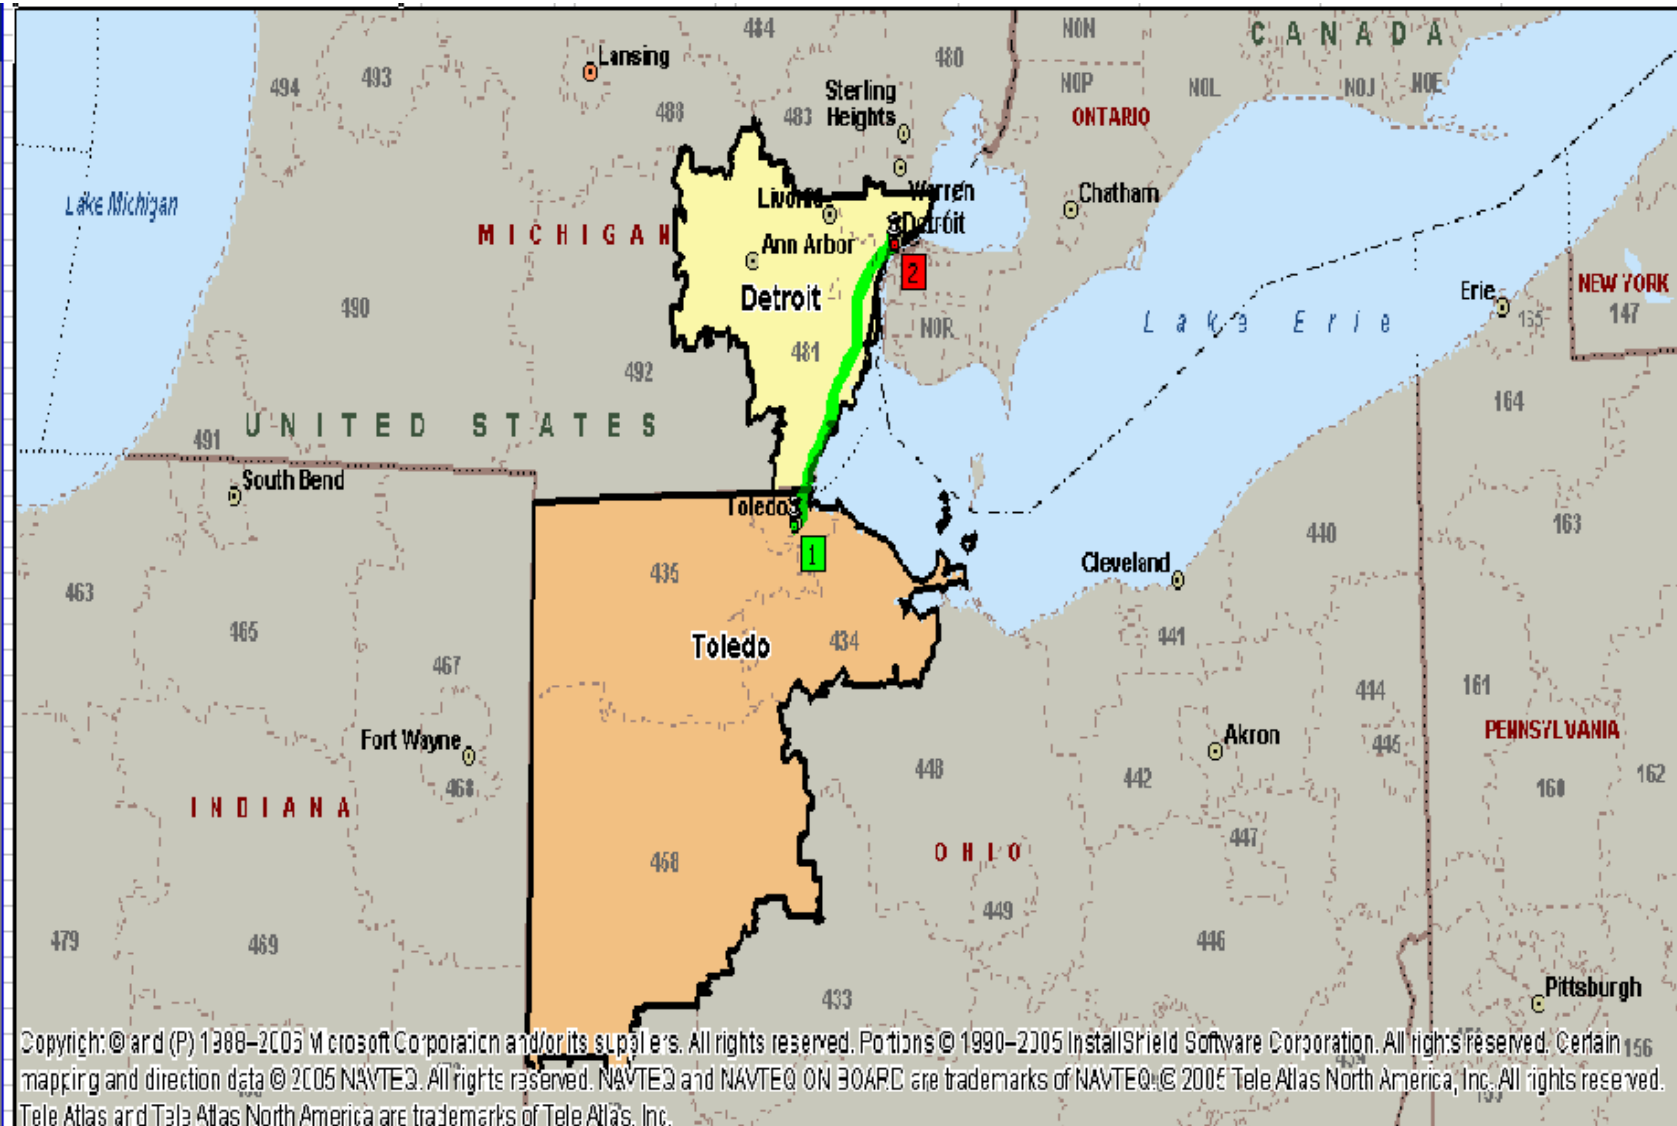 484
NON
CANADA
Lansing
480
493
494
NOP
NOL
NOJ
NOE
Sterling
Heights
488
483
ONTARIO
Lake Michigan
Warren
Livonia
Chatham
Detroit
MICHIGAN
Ann Arbor
2
Erie
NEW YORK
147
Detroit
165
490
NOR
Lake Erie
481
492
164
UNITED STATES
491
South Bend
Toledo
163
440
1
Cleveland
435
463
465
434
441
Toledo
467
444
161
PENNSYLVANIA
Fort Wayne
Akron
445
448
442
162
468
160
INDIANA
447
OHIO
458
449
479
469
446
433
Pittsburgh
Copyright © and (P) 1988–2005 Microsoft Corporation and/or its suppliers. All rights reserved. Portions © 1990–2005 InstallShield Software Corporation. All rights reserved. Certain
156
mapping and direction data © 2005 NAVTEQ. All rights reserved. NAVTEQ and NAVTEQ ON BOARD are trademarks of NAVTEQ. © 2005 Tele Atlas North America, Inc. All rights reserved.
Tele Atlas and Tele Atlas North America are trademarks of Tele Atlas, Inc.